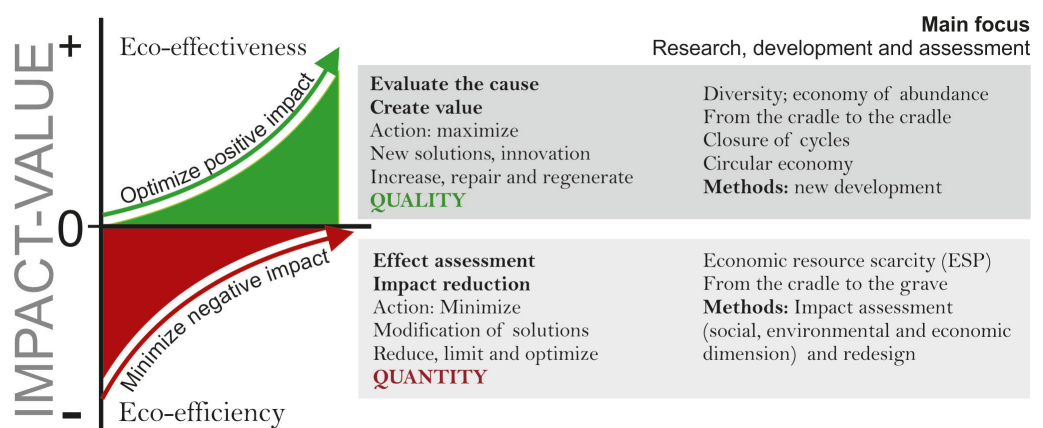 Main focus
Research, development and assessment
IMPACT-VALUE
+
0
-
Eco-effectiveness
Optimize positive impact
Minimize negative impact
Eco-efficiency
Evaluate the cause
Create value
Action: maximize
New solutions, innovation
Increase, repair and regenerate
QUALITY
Diversity; economy of abundance
From the cradle to the cradle
Closure of cycles
Circular economy
Methods: new development
Effect assessment
Impact reduction
Action: Minimize
Modification of solutions
Reduce, limit and optimize
QUANTITY
Economic resource scarcity (ESP)
From the cradle to the grave
Methods: Impact assessment
(social, environmental and economic
dimension) and redesign